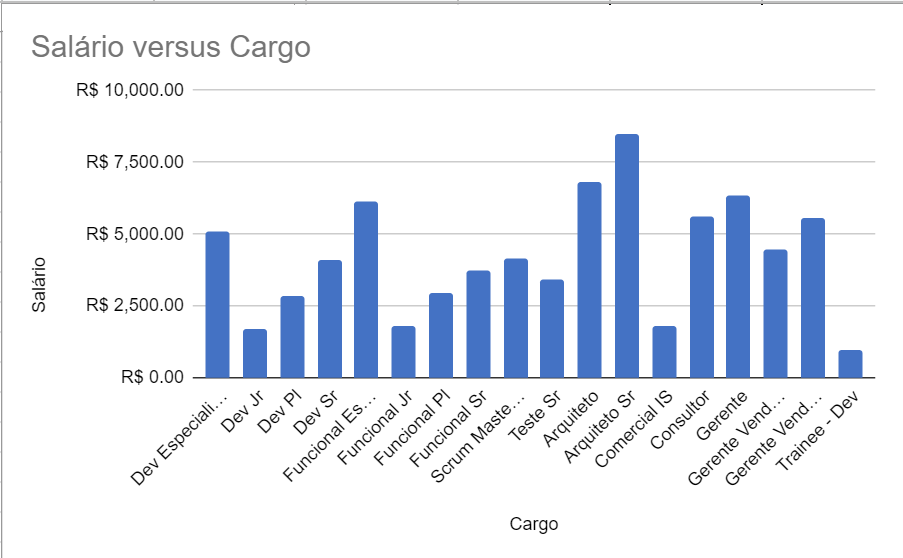 Salário versus Cargo
R$ 10,000.00
R$ 7,500.00
R$ 5,000.00
R$ 2,500.00
R$ 0.00
Salário
Dev Especiali…
Dev Jr
Dev Pl
Dev Sr
Funcional Es…
Funcional Jr
Funcional Pl
Funcional Sr
Scrum Maste…
Teste Sr
Arquiteto
Arquiteto Sr
Comercial IS
Consultor
Gerente
Gerente Vend…
Gerente Vend…
Trainee - Dev
Cargo